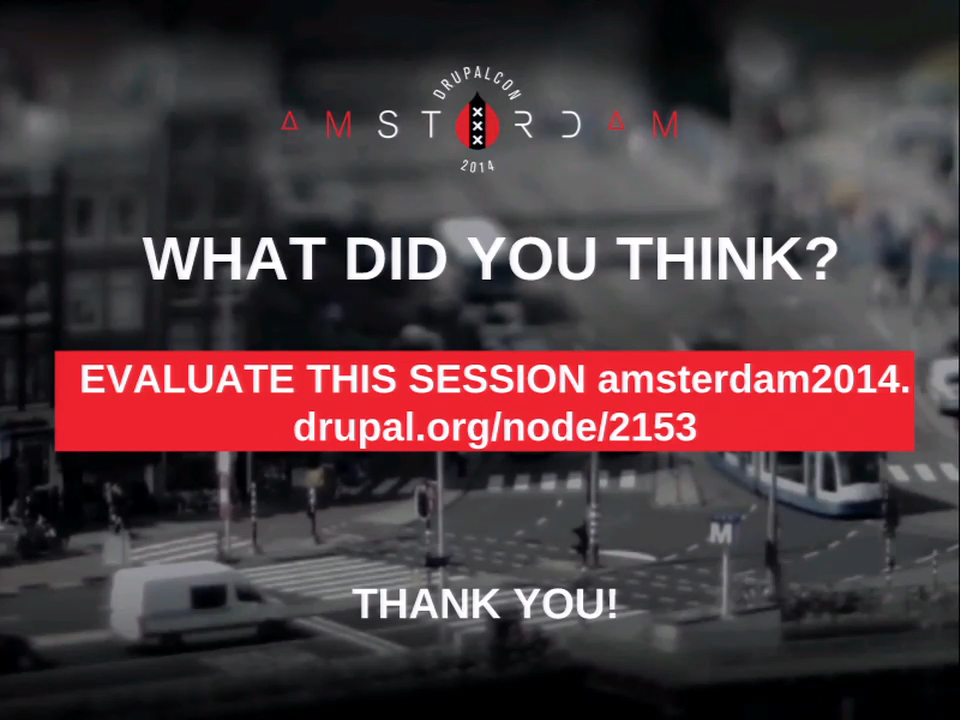 DRUPALCON
AMSTERDAM
2014
WHAT DID YOU THINK?
EVALUATE THIS SESSION amsterdam2014.
drupal.org/node/2153
M
THANK YOU!